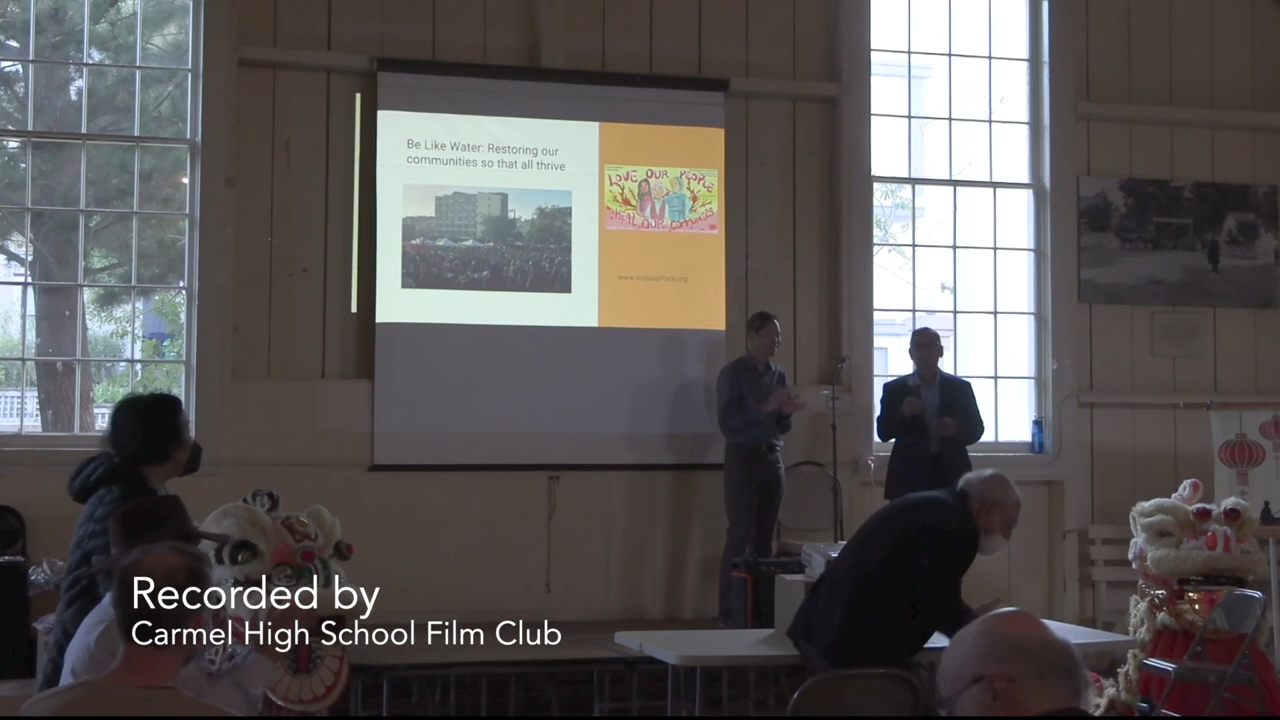 Be Like Water: Restoring our
communities so that all thrive
LOVE OUR PEOPLE
HEAL OUR COMMUNITIES
www.stopaapihate.org
Recorded by
Carmel High School Film Club